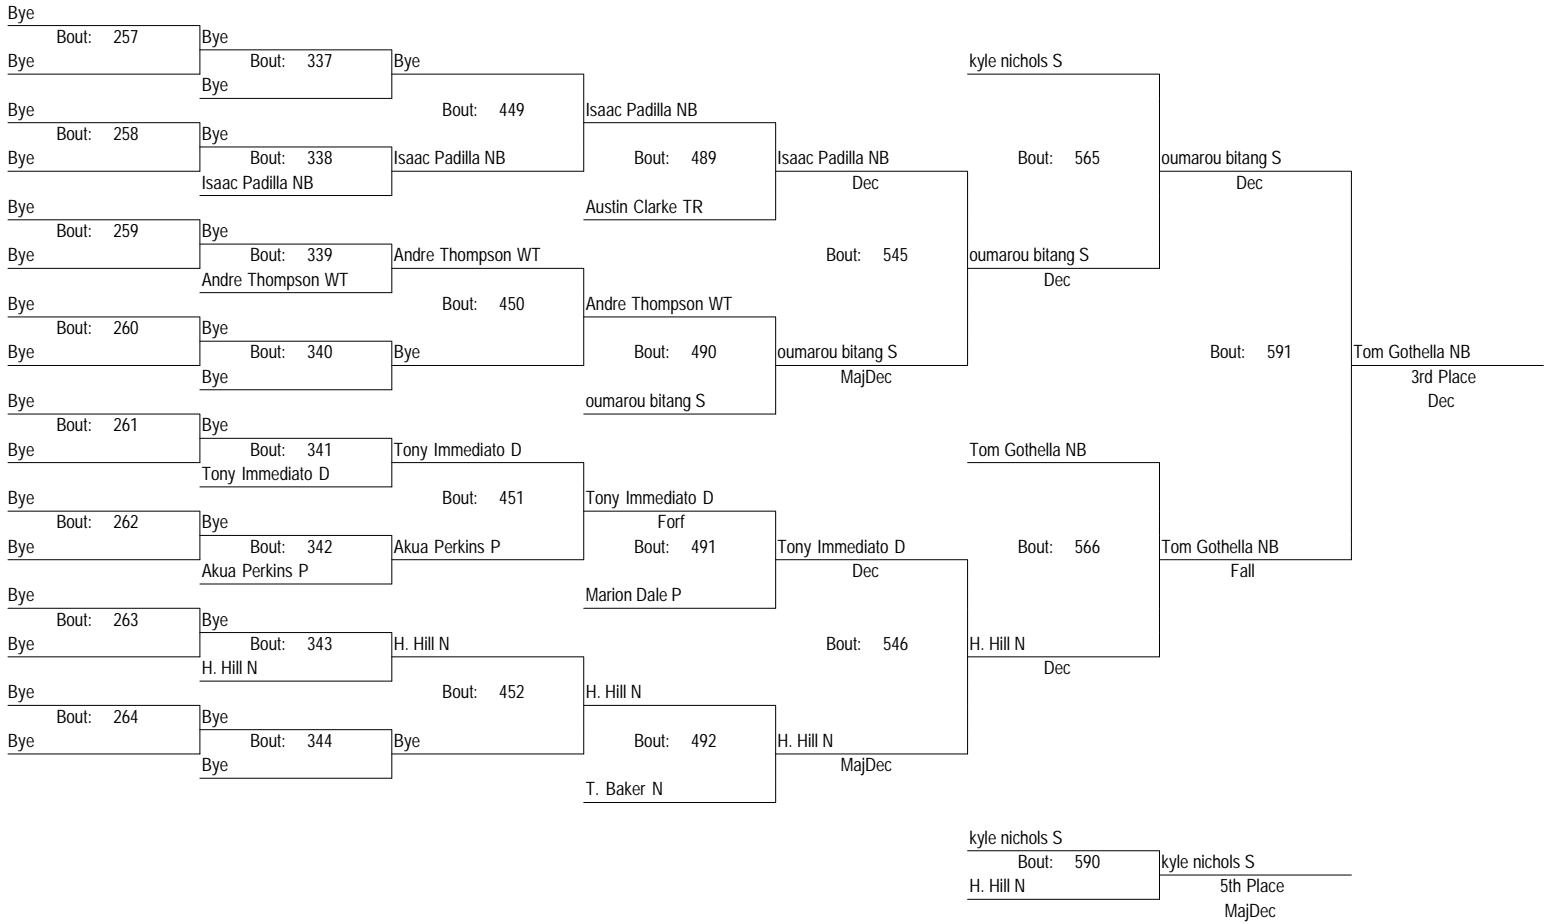 Bye
Bout: 257
Bye
Bye
Bout: 258
Bye
Bye
Bout: 259
Bye
Bye
Bout: 260
Bye
Bye
Bout: 261
Bye
Bye
Bout: 262
Bye
Bye
Bout: 263
Bye
Bye
Bout: 264
Bye
Bye
Bout: 337
Bye
Bye
Bout: 338
Isaac Padilla NB
Bye
Bout: 339
Andre Thompson WT
Bye
Bout: 340
Bye
Bye
Bout: 341
Tony Immediato D
Bye
Bout: 342
Akua Perkins P
Bye
Bout: 343
H. Hill N
Bye
Bout: 344
Bye
Bye
Bout: 449
Isaac Padilla NB
Andre Thompson WT
Bout: 450
Bye
Tony Immediato D
Bout: 451
Akua Perkins P
H. Hill N
Bout: 452
Bye
Isaac Padilla NB
Bout: 489
Austin Clarke TR
Andre Thompson WT
Bout: 490
oumarou bitang S
Tony Immediato D
Forf
Bout: 491
Marion Dale P
H. Hill N
Bout: 492
T. Baker N
Isaac Padilla NB
Dec
Bout: 545
oumarou bitang S
MajDec
Tony Immediato D
Dec
Bout: 546
H. Hill N
MajDec
kyle nichols S
Bout: 565
oumarou bitang S
Dec
Tom Gothella NB
Bout: 566
H. Hill N
Dec
oumarou bitang S
Dec
Bout: 591
Tom Gothella NB
Fall
Tom Gothella NB
3rd Place
Dec
kyle nichols S
Bout: 590
H. Hill N
kyle nichols S
5th Place
MajDec